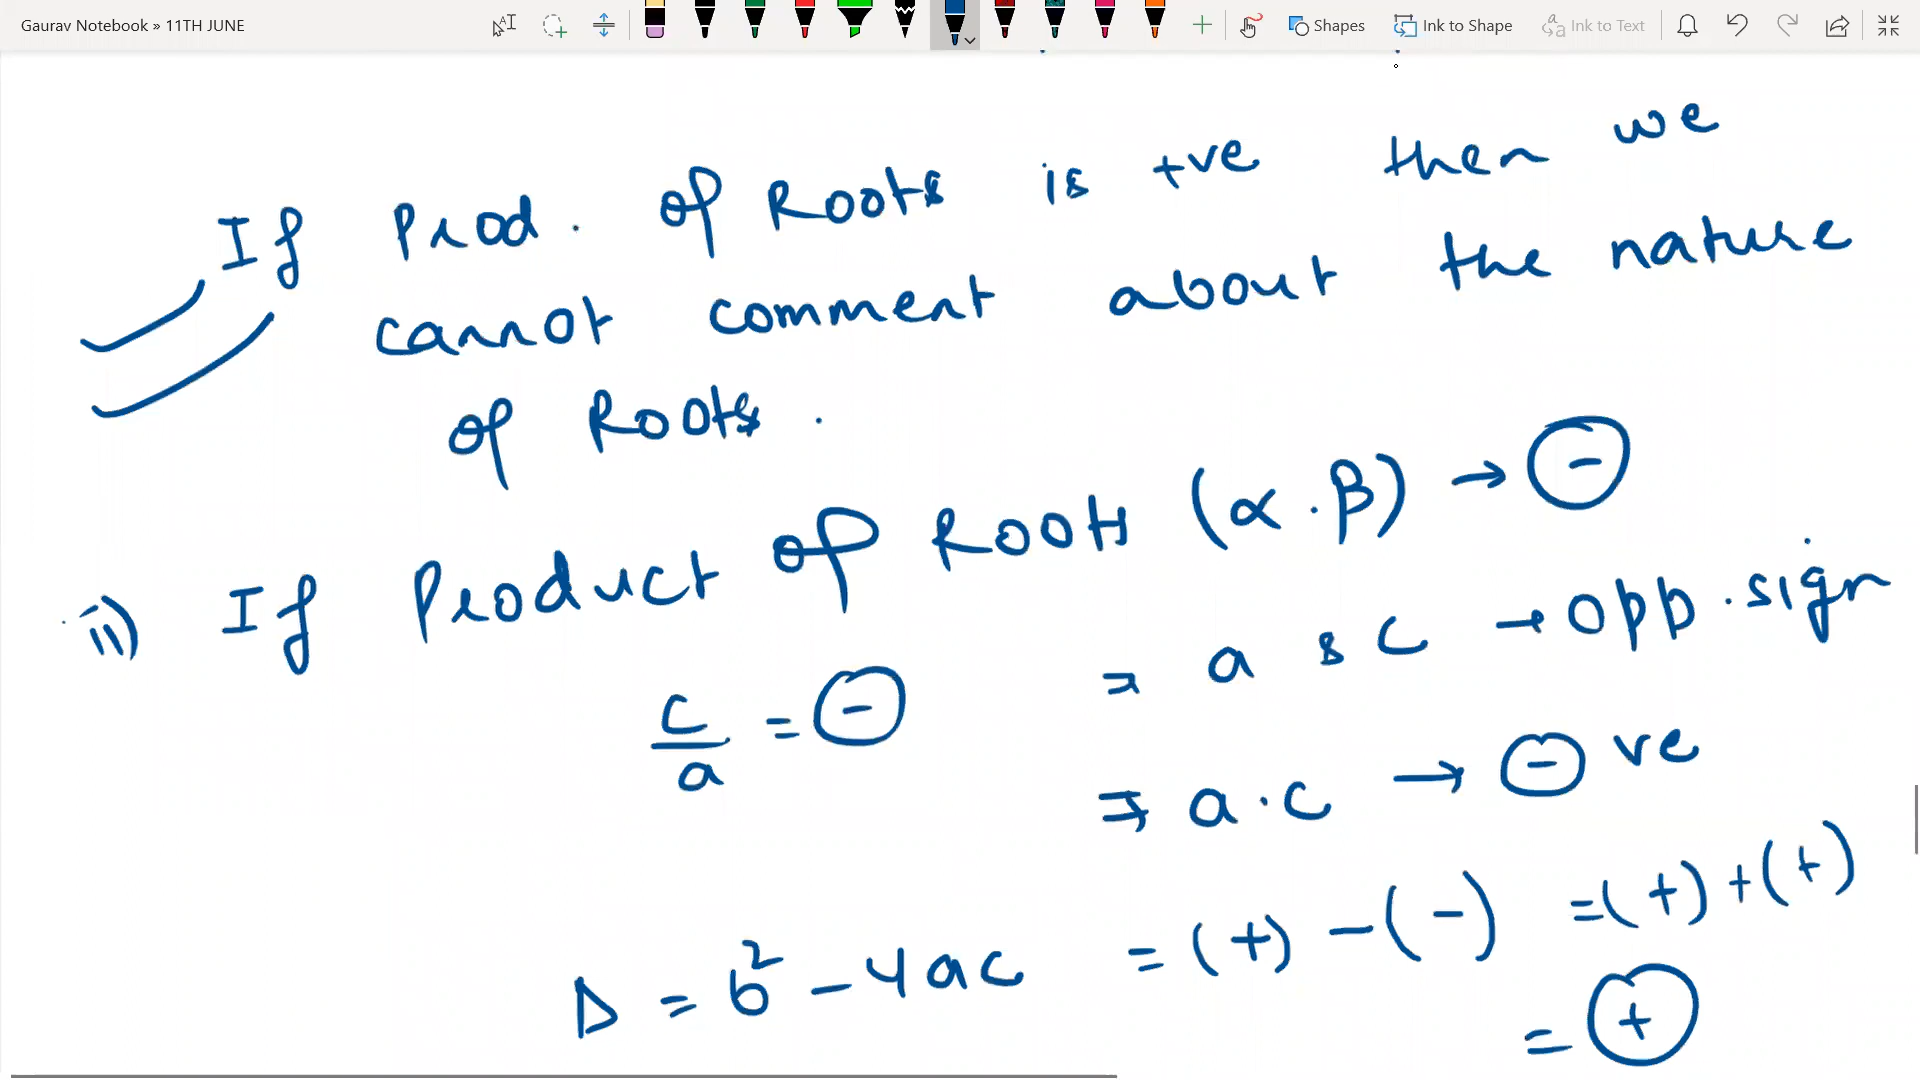 Gaurav Notebook » 11TH JUNE
Shapes
Ink to Shape
Ink to Text
If Prod. of Roots is +ve then we
cannot comment about the nature
of Roots.
ii) If Product of Roots (α.β) → ⊖
c/a = ⊖ ⇒ a & c → opp. sign
⇒ a.c → ⊖ ve
Δ = b² - 4ac = (+) - (-) = (+) + (+)
= ⊕